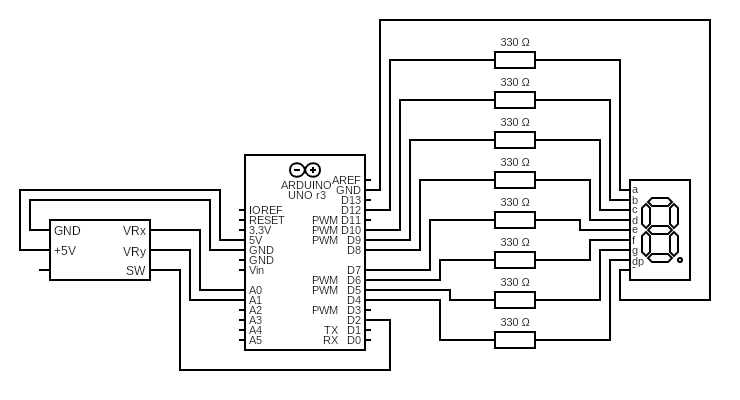 330 Ω
330 Ω
330 Ω
330 Ω
330 Ω
330 Ω
330 Ω
330 Ω
GND VRx
+5V VRy
SW
ARDUINO
UNO r3
AREF
GND
D13
IOREF D12
RESET PWM D11
3.3V PWM D10
5V PWM D9
GND D8
GND
Vin D7
PWM D6
A0 PWM D5
A1 D4
A2 PWM D3
A3 D2
A4 TX D1
A5 RX D0
a
b
c
d
e
f
g
dp
-